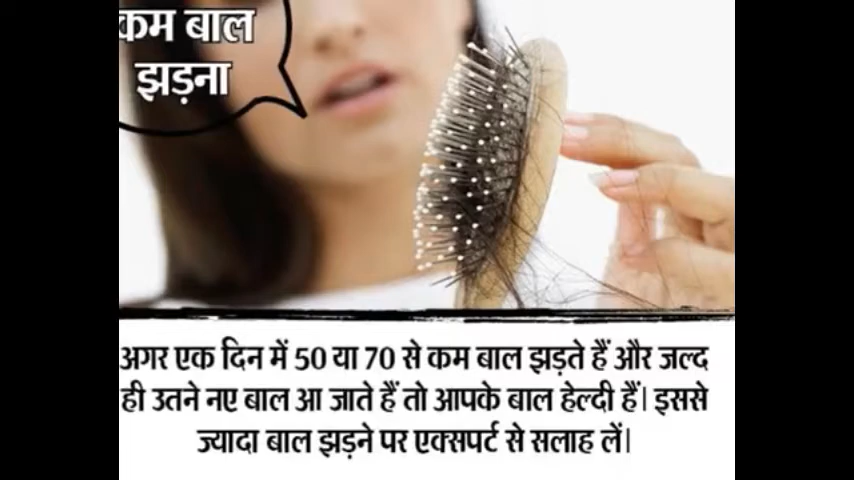 कम बाल
झड़ना
अगर एक दिन में 50 या 70 से कम बाल झड़ते हैं और जल्द
ही उतने नए बाल आ जाते हैं तो आपके बाल हेल्दी हैं। इससे
ज्यादा बाल झड़ने पर एक्सपर्ट से सलाह लें।